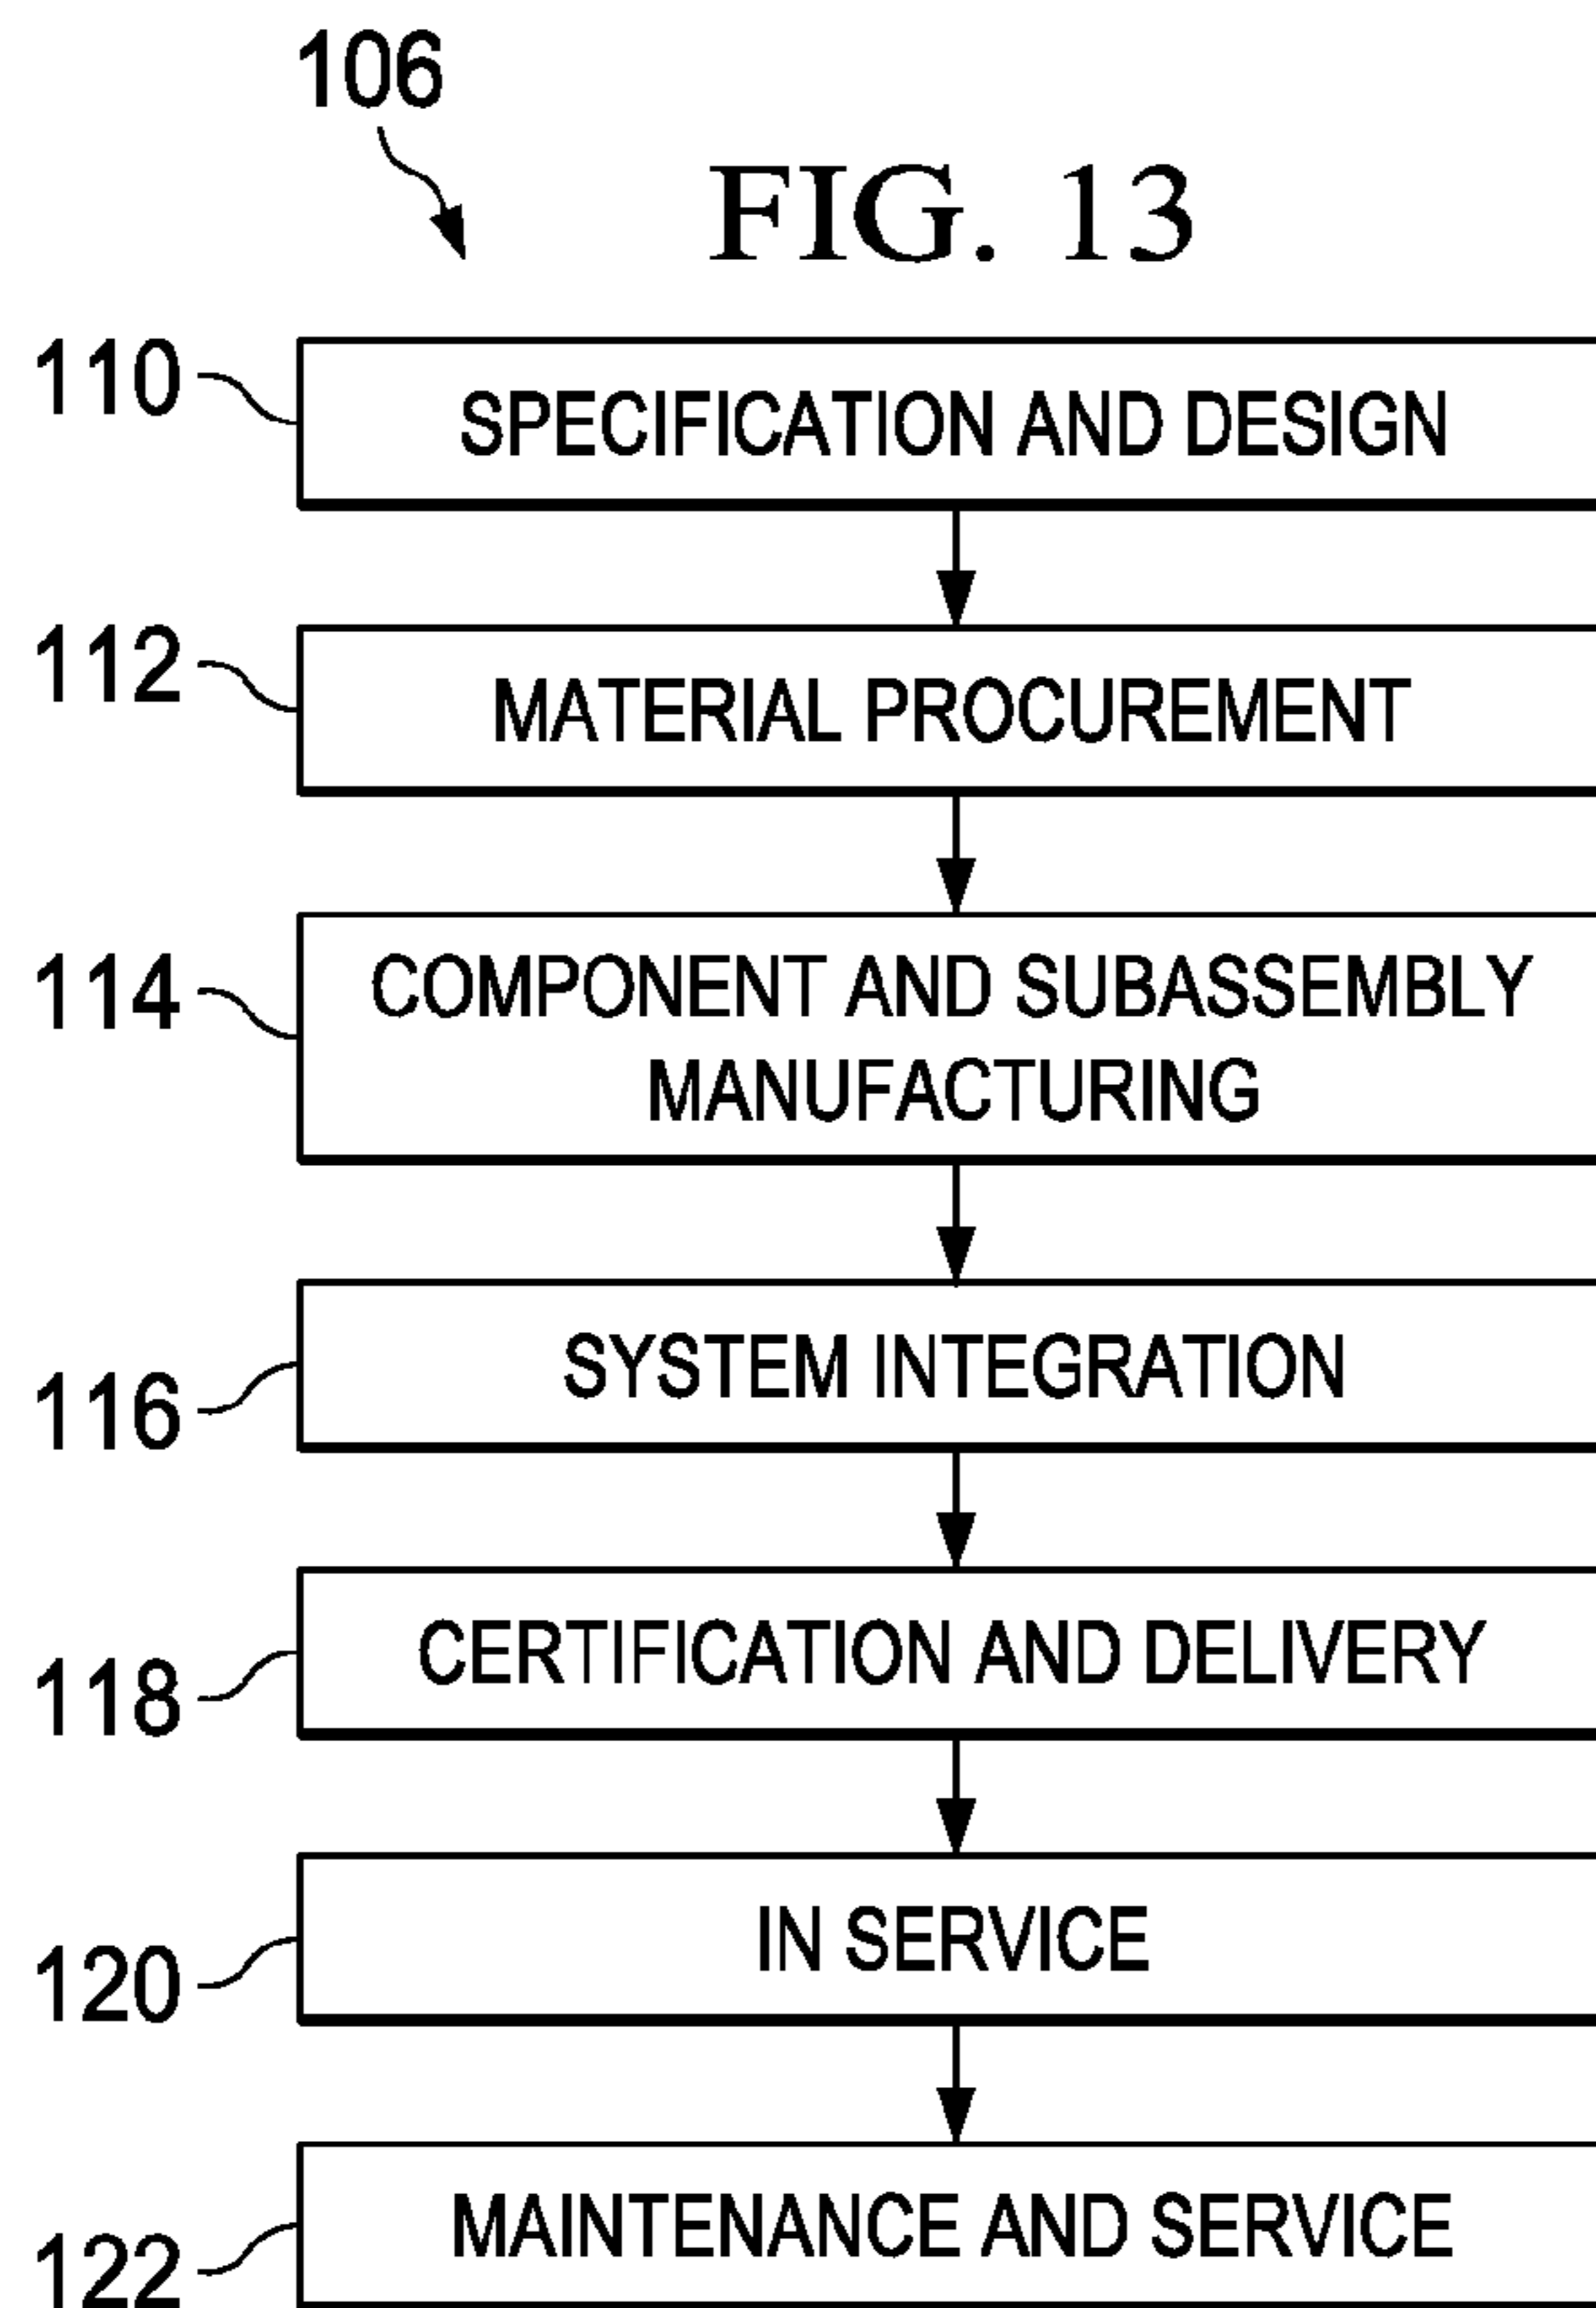 106
FIG. 13
110
SPECIFICATION AND DESIGN
112
MATERIAL PROCUREMENT
114
COMPONENT AND SUBASSEMBLY
MANUFACTURING
116
SYSTEM INTEGRATION
118
CERTIFICATION AND DELIVERY
120
IN SERVICE
122
MAINTENANCE AND SERVICE